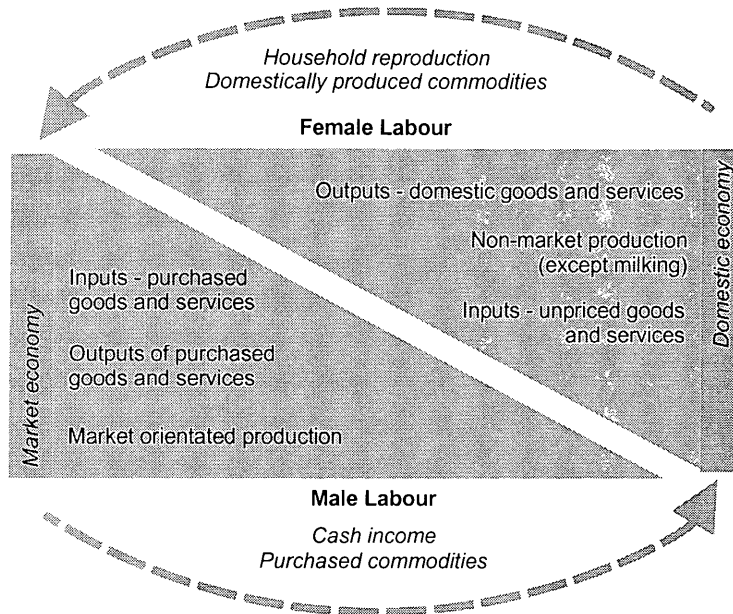 Household reproduction
Domestically produced commodities
Female Labour
Outputs - domestic goods and services
Non-market production
(except milking)
Inputs - unpriced goods
and services
Domestic economy
Market economy
Inputs - purchased
goods and services
Outputs of purchased
goods and services
Market orientated production
Male Labour
Cash income
Purchased commodities